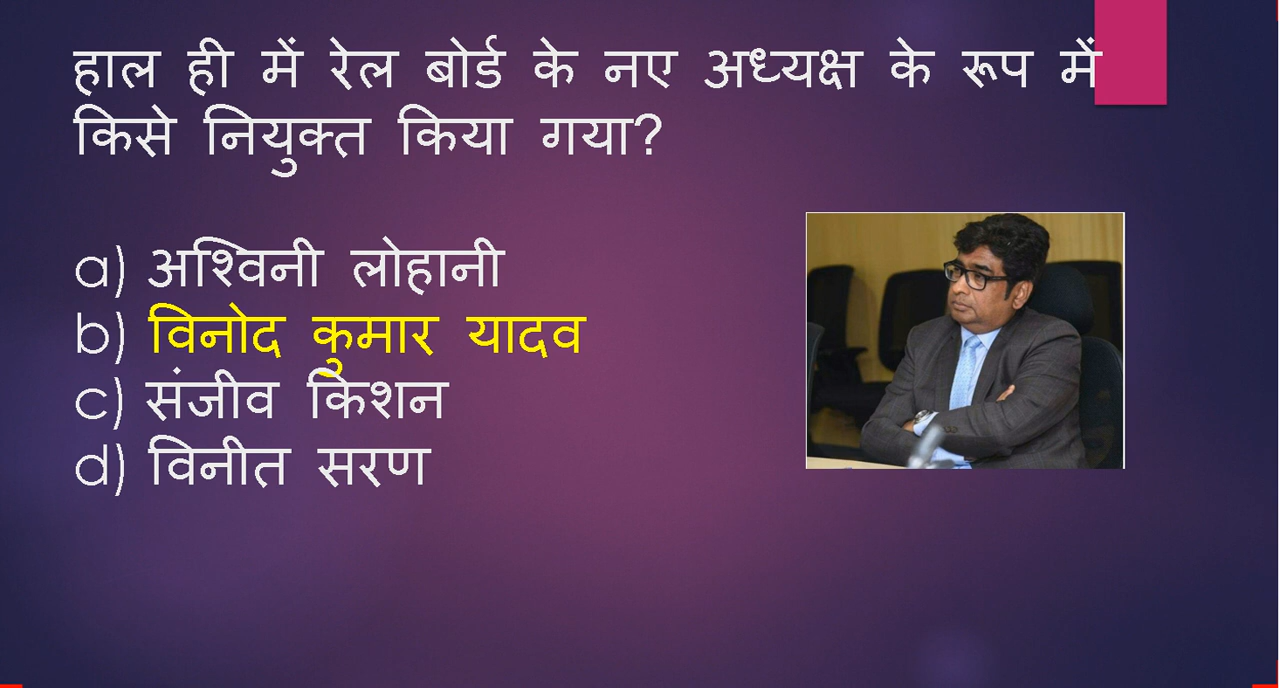 हाल ही में रेल बोर्ड के नए अध्यक्ष के रूप में
किसे नियुक्त किया गया?
a) अश्विनी लोहानी
b) विनोद कुमार यादव
c) संजीव किशन
d) विनीत सरण